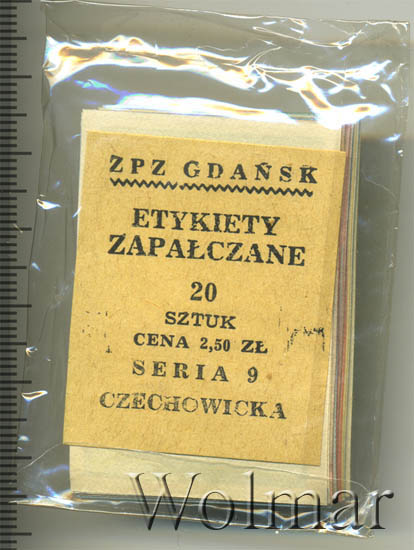 ZPZ GDAŃSK
ETYKIETY
ZAPAŁCZANE
20
SZTUK
CENA 2,50 ZŁ
SERIA 9
CZECHOWICKA
Wolmar